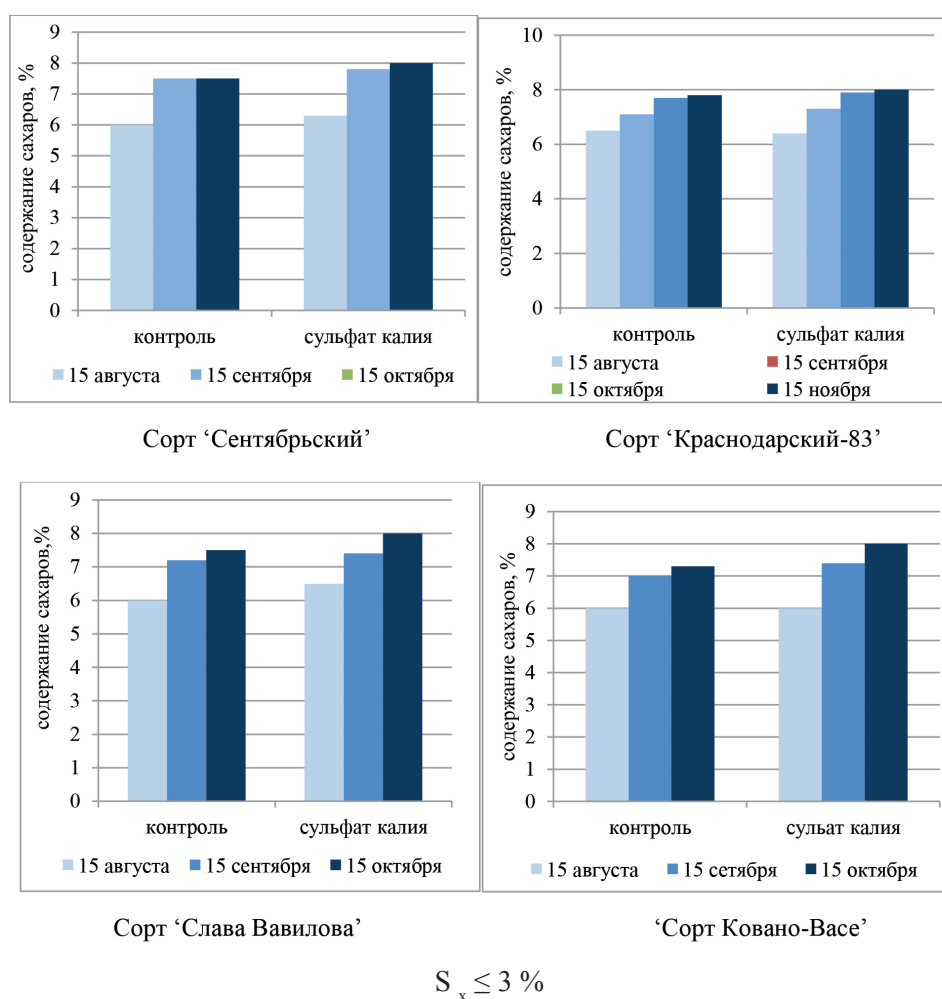 содержание сахаров, %
9
8
7
6
5
4
3
2
1
0
контроль
сульфат калия
15 августа
15 сентября
15 октября
Сорт ‘Сентябрьский’
содержание сахаров, %
10
8
6
4
2
0
контроль
сульфат калия
15 августа
15 сентября
15 октября
15 ноября
Сорт ‘Краснодарский-83’
содержание сахаров,%
9
8
7
6
5
4
3
2
1
0
контроль
сульфат калия
15 августа
15 сентября
15 октября
Сорт ‘Слава Вавилова’
содержание сахаров, %
9
8
7
6
5
4
3
2
1
0
контроль
сульат калия
15 августа
15 сетября
15 октября
‘Сорт Ковано-Васе’
S x ≤ 3 %